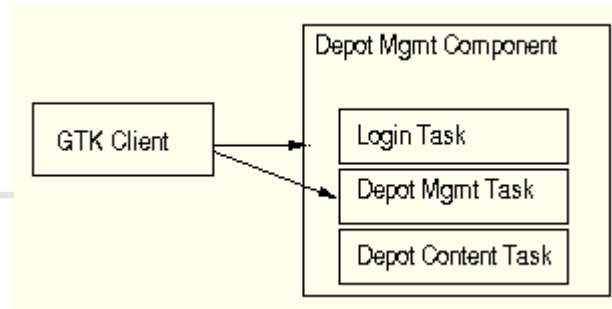 Depot Mgmt Component
GTK Client
Login Task
Depot Mgmt Task
Depot Content Task